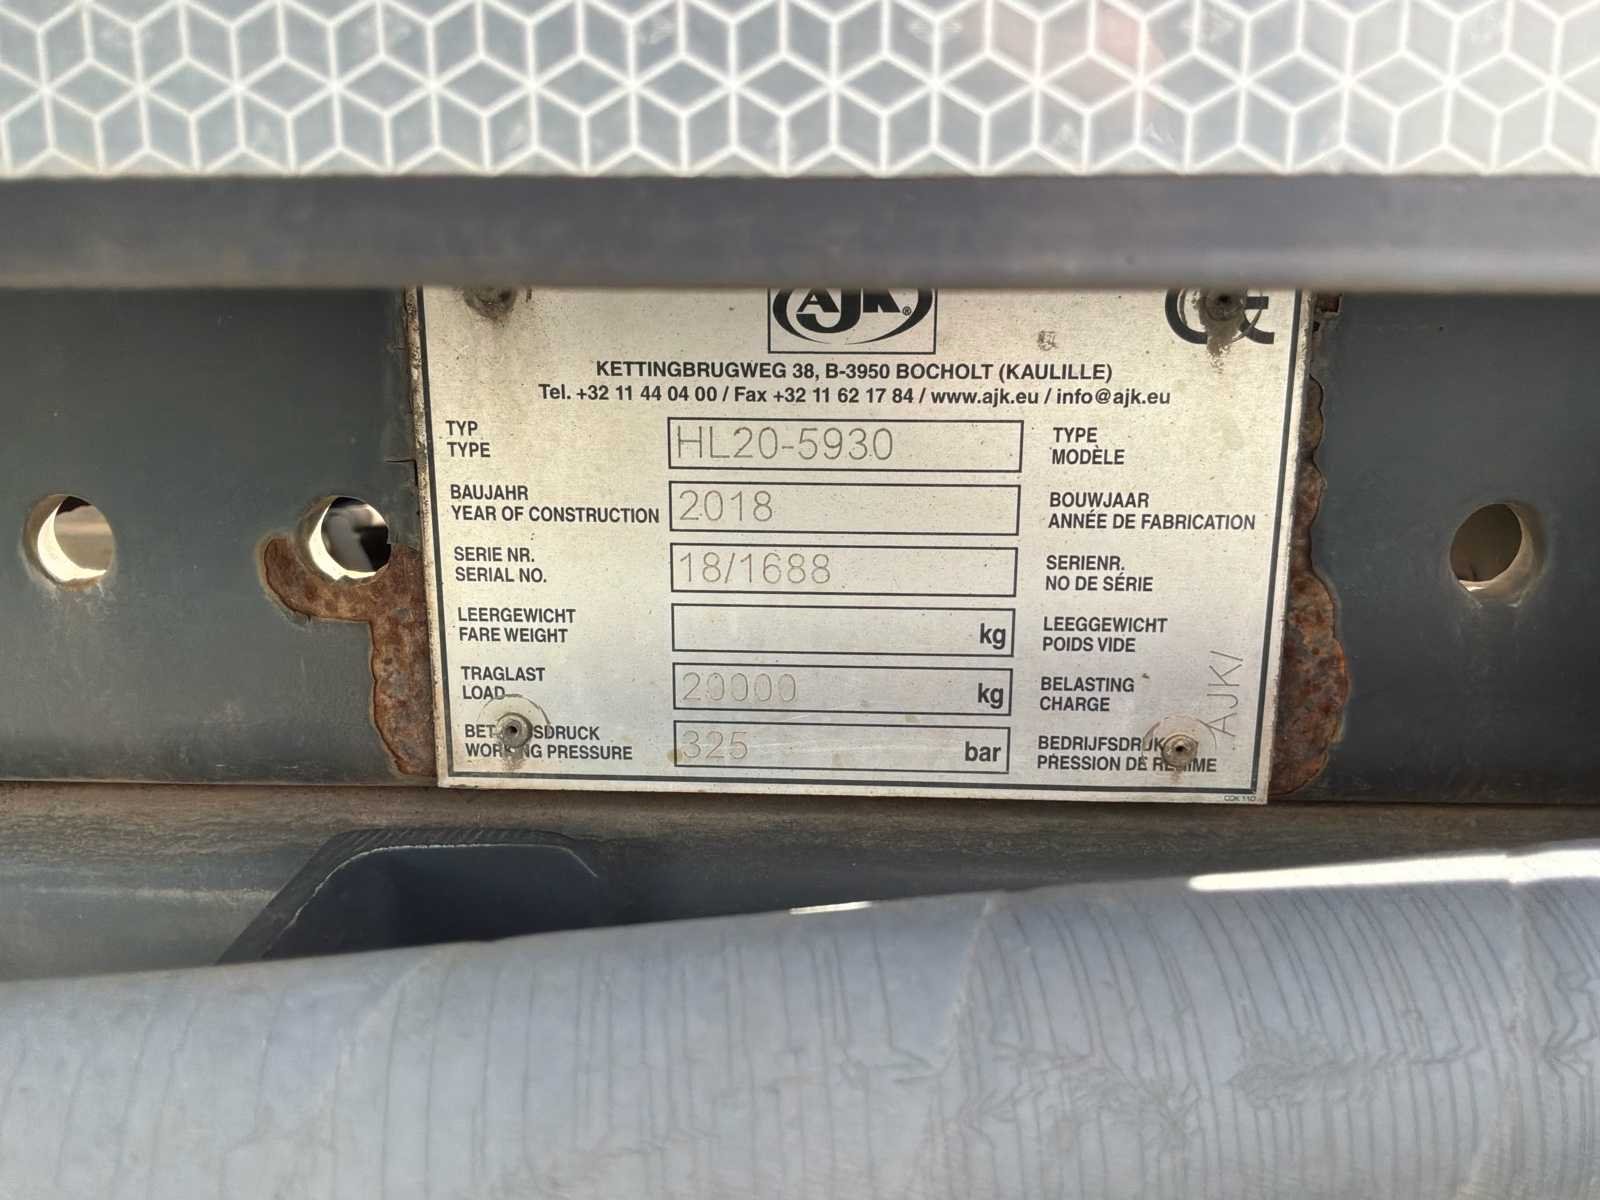 AJK®
KETTINGBRUGWEG 38, B-3950 BOCHOLT (KAULILLE)
Tel. +32 11 44 04 00 / Fax +32 11 62 17 84 / www.ajk.eu / info@ajk.eu
TYP HL20-5930 TYPE
TYPE MODÈLE
BAUJAHR 2018 BOUWJAAR
YEAR OF CONSTRUCTION ANNÉE DE FABRICATION
SERIE NR. 18/1688 SERIENR.
SERIAL NO. NO DE SÉRIE
LEERGEWICHT kg LEEGGEWICHT
FARE WEIGHT POIDS VIDE
TRAGLAST 20000 kg BELASTING
LOAD CHARGE
325 bar
WORKING PRESSURE PRESSION DE REGIME
AJK/